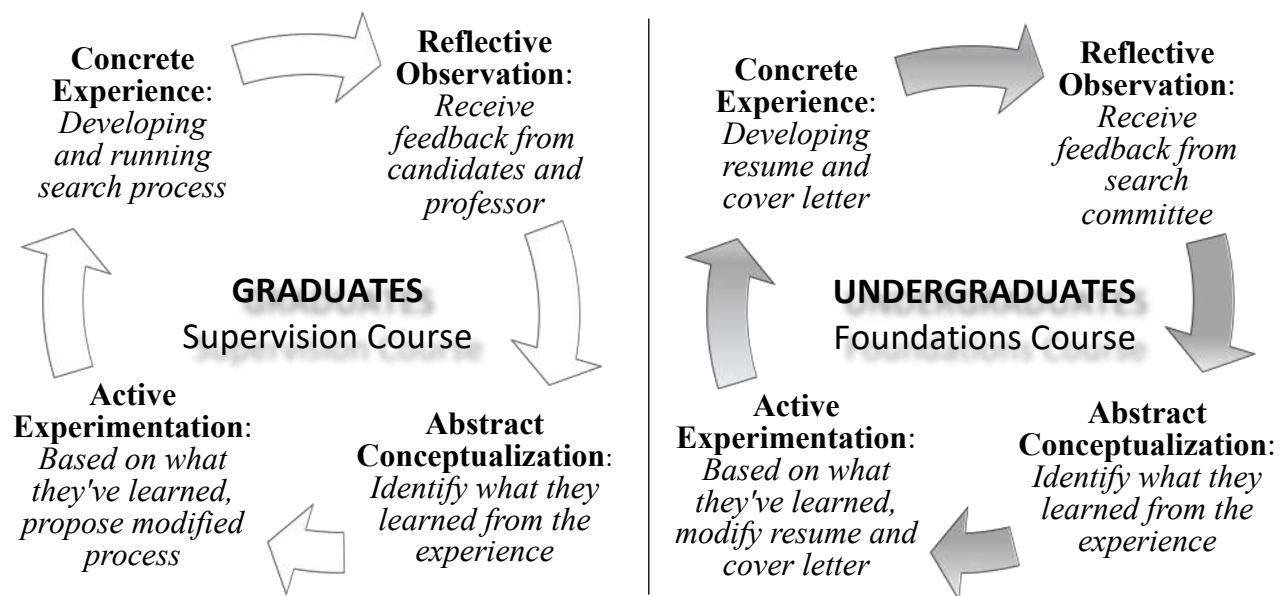 Concrete
Experience:
Developing
and running
search process
Reflective
Observation:
Receive
feedback from
candidates and
professor
GRADUATES
Supervision Course
Active
Experimentation:
Based on what
they've learned,
propose modified
process
Abstract
Conceptualization:
Identify what they
learned from the
experience
Concrete
Experience:
Developing
resume and
cover letter
Reflective
Observation:
Receive
feedback from
search
committee
UNDERGRADUATES
Foundations Course
Active
Experimentation:
Based on what
they've learned,
modify resume and
cover letter
Abstract
Conceptualization:
Identify what they
learned from the
experience